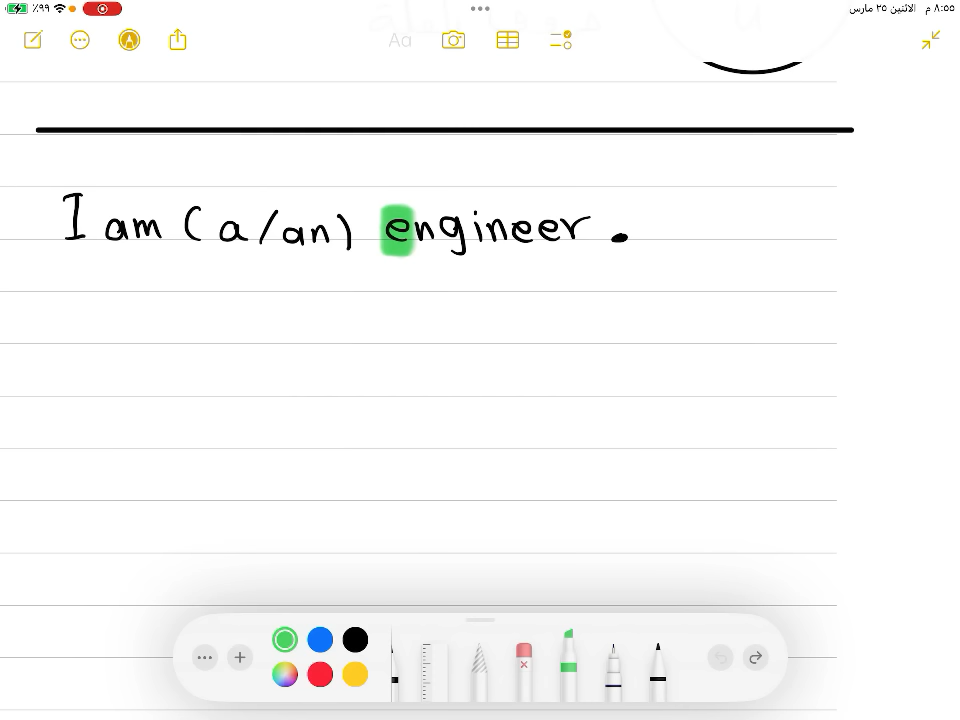 ٨:٥٥ م الاثنين ٢٥ مارس
٪٩٩
Aa
I am ( a / an ) engineer .